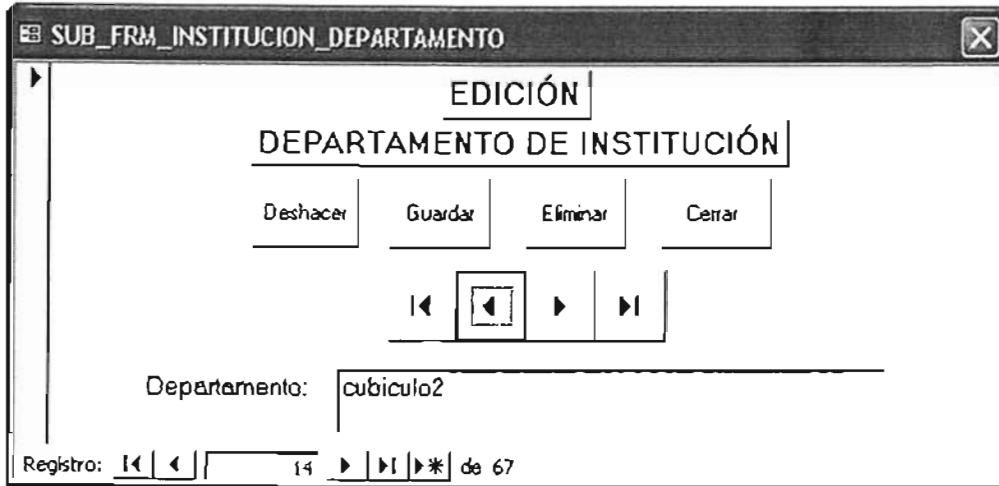 SUB_FRM_INSTITUCION_DEPARTAMENTO
EDICIÓN
DEPARTAMENTO DE INSTITUCIÓN
Deshacer Guardar Eliminar Cerrar
Departamento: cubiculo2
Registro: 14 de 67